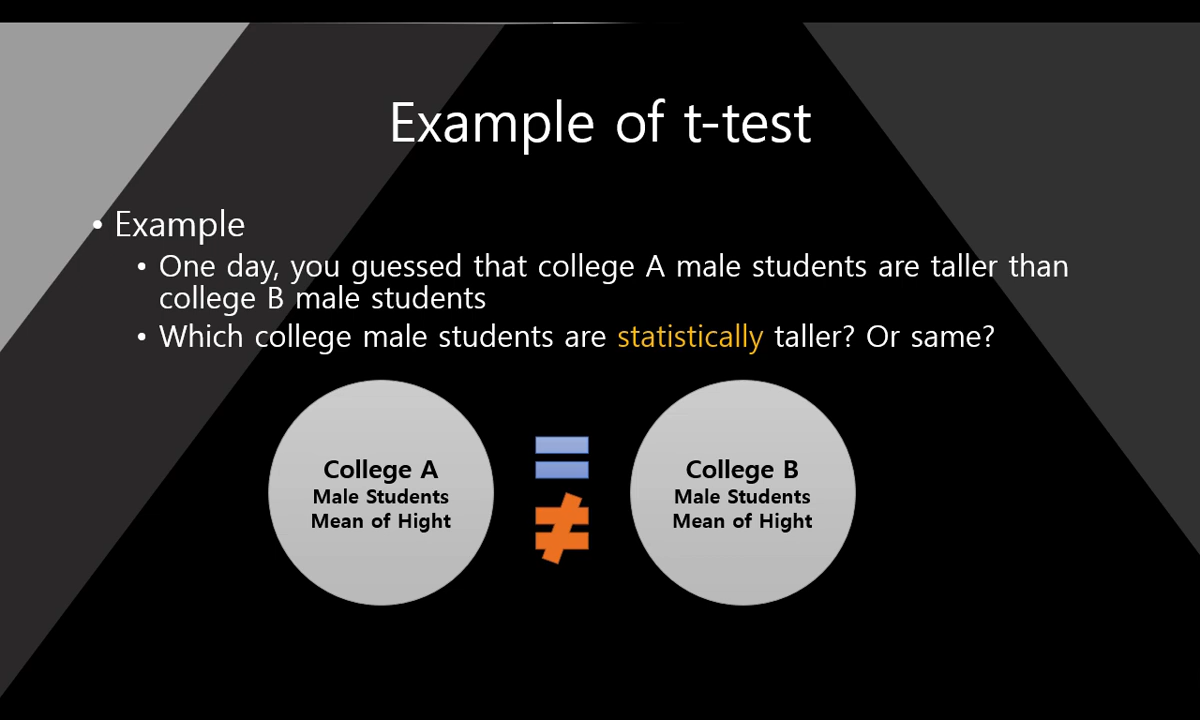 Example of t-test
• Example
• One day, you guessed that college A male students are taller than
college B male students
• Which college male students are statistically taller? Or same?
College A
Male Students
Mean of Hight
=
≠
College B
Male Students
Mean of Hight